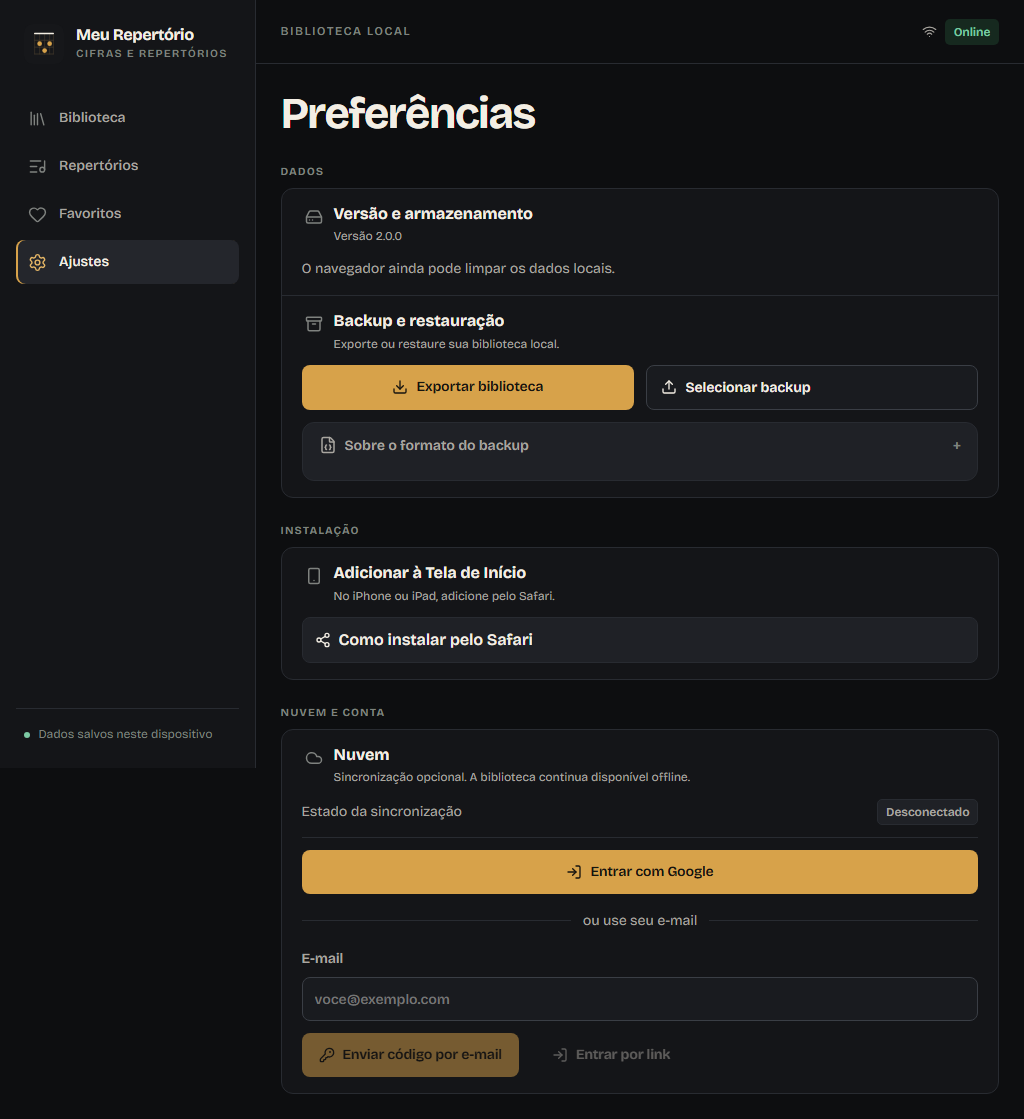 Meu Repertório
CIFRAS E REPERTÓRIOS
Biblioteca
Repertórios
Favoritos
Ajustes
Dados salvos neste dispositivo
BIBLIOTECA LOCAL
Online
Preferências
DADOS
Versão e armazenamento
Versão 2.0.0
O navegador ainda pode limpar os dados locais.
Backup e restauração
Exporte ou restaure sua biblioteca local.
Exportar biblioteca
Selecionar backup
Sobre o formato do backup +
INSTALAÇÃO
Adicionar à Tela de Início
No iPhone ou iPad, adicione pelo Safari.
Como instalar pelo Safari
NUVEM E CONTA
Nuvem
Sincronização opcional. A biblioteca continua disponível offline.
Estado da sincronização
Desconectado
Entrar com Google
ou use seu e-mail
E-mail
voce@exemplo.com
Enviar código por e-mail
Entrar por link